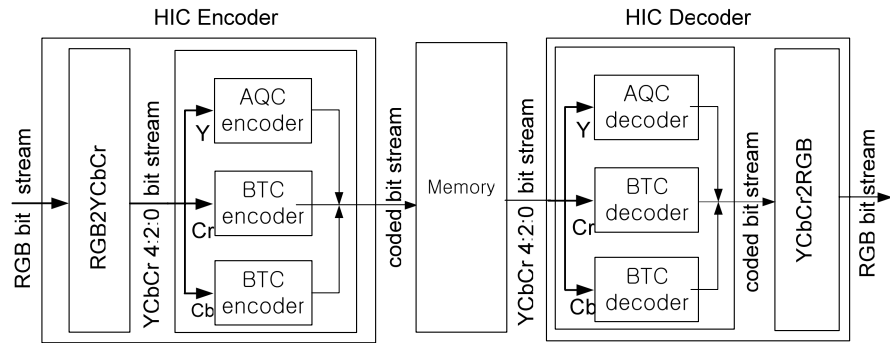 HIC Encoder
HIC Decoder
RGB bit stream
RGB2YCbCr
YCbCr 4:2:0 bit stream
Y
AQC
encoder
Cr
BTC
encoder
Cb
BTC
encoder
coded bit stream
Memory
YCbCr 4:2:0 bit stream
Y
AQC
decoder
Cr
BTC
decoder
Cb
BTC
decoder
coded bit stream
YCbCr2RGB
RGB bit stream